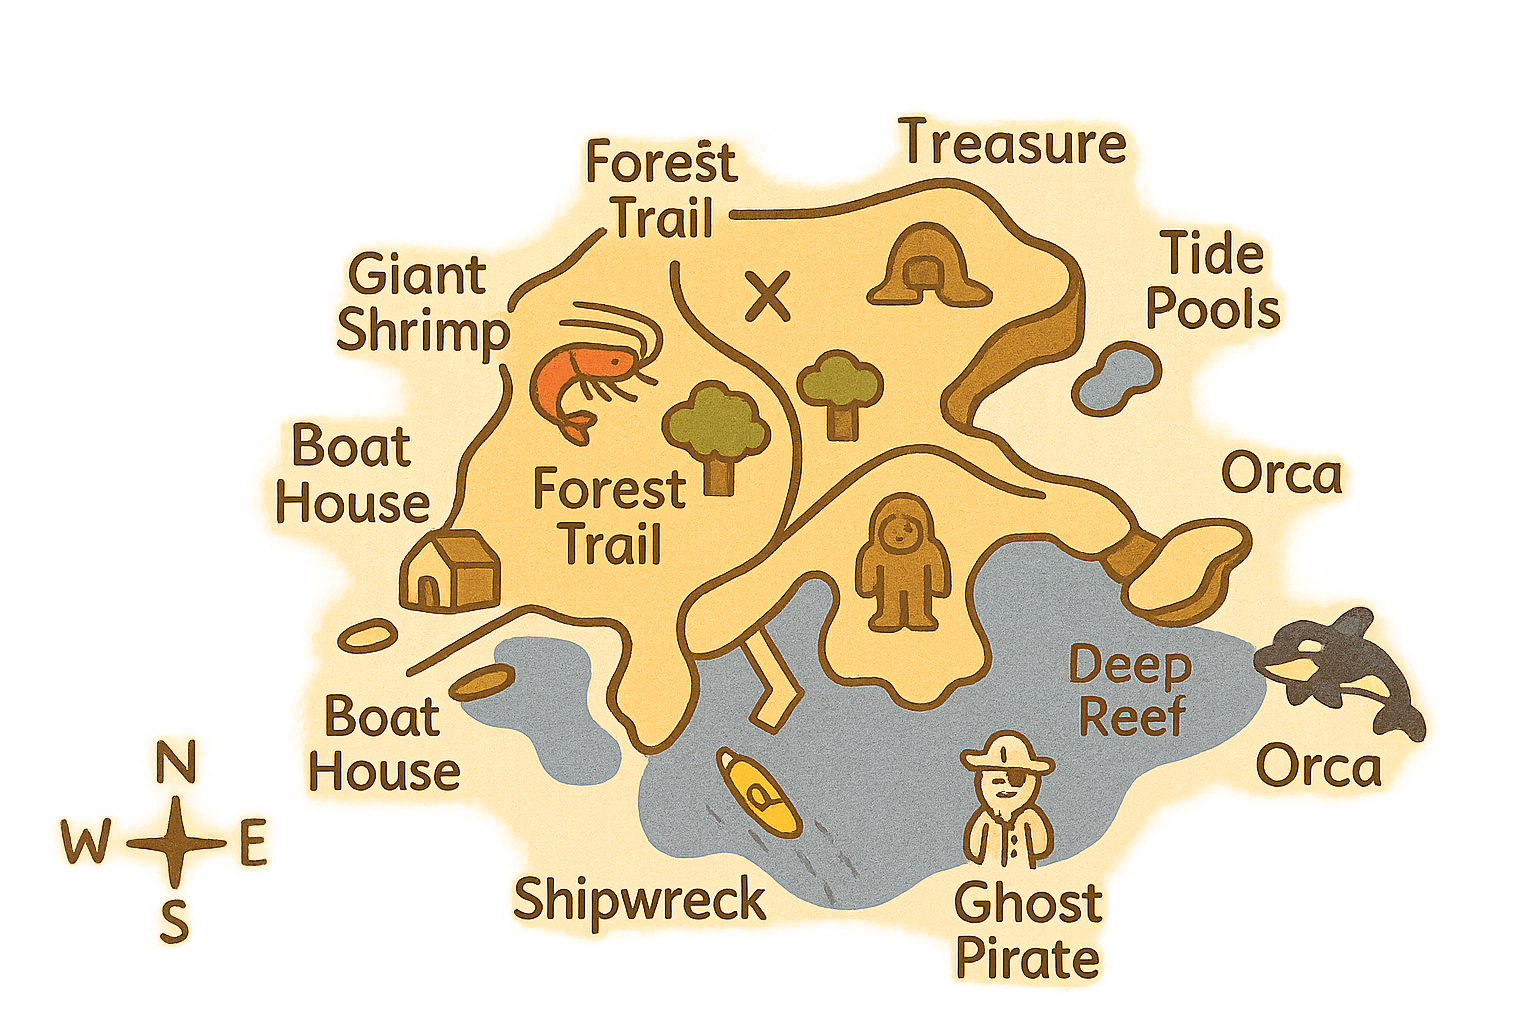 Treasure
Forest
Trail
Tide
Pools
Giant
Shrimp
Boat
House
Orca
Forest
Trail
Deep
Reef
Boat
House
Orca
N
W
E
S
Shipwreck
Ghost
Pirate